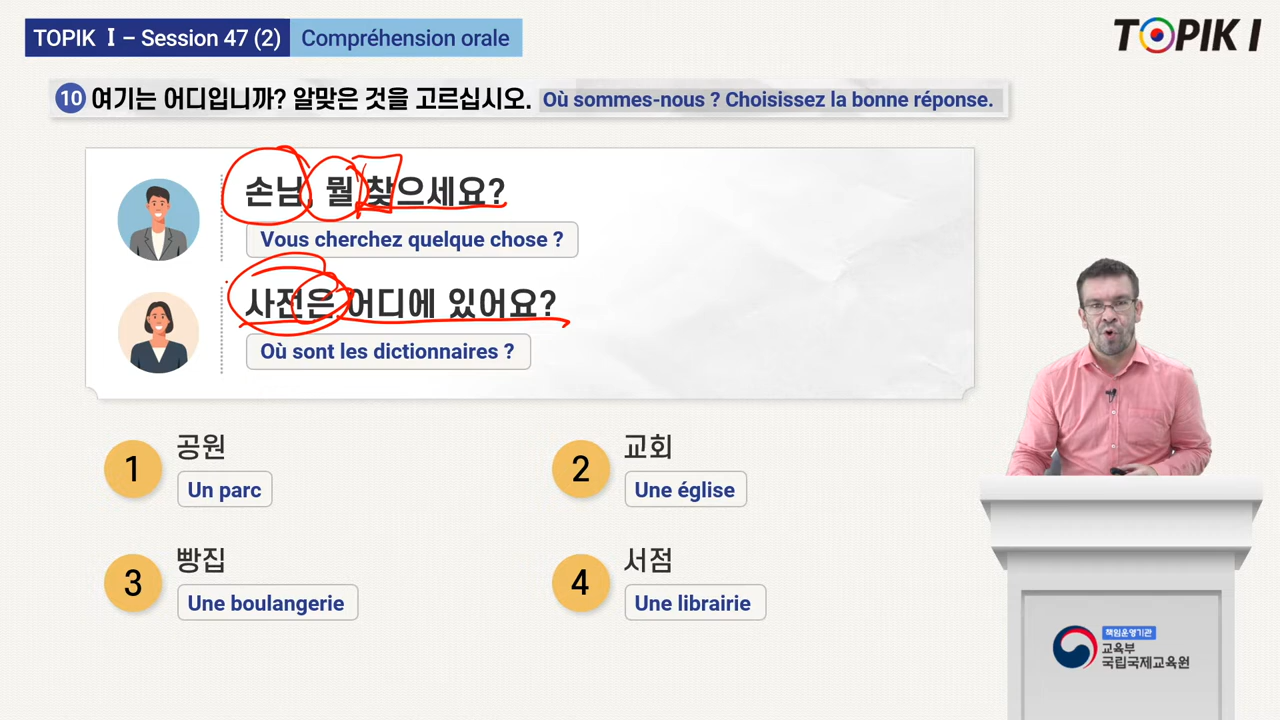 TOPIK Ⅰ – Session 47 (2) Compréhension orale
TOPIK I
10 여기는 어디입니까? 알맞은 것을 고르십시오. Où sommes-nous ? Choisissez la bonne réponse.
손님, 뭘 찾으세요?
Vous cherchez quelque chose ?
사전은 어디에 있어요?
Où sont les dictionnaires ?
1 공원
Un parc
2 교회
Une église
3 빵집
Une boulangerie
4 서점
Une librairie
책임운영기관
교육부
국립국제교육원